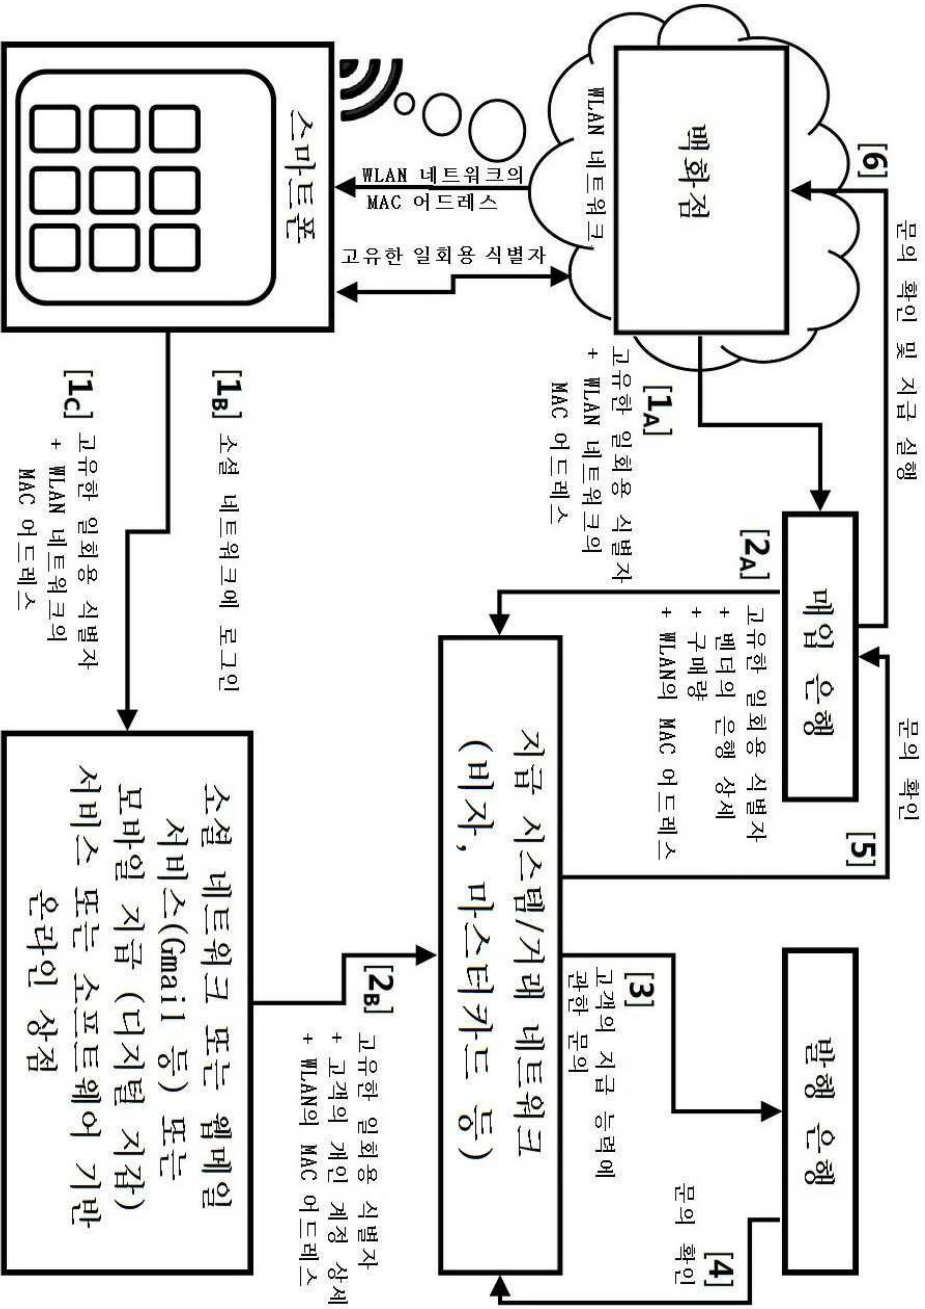 백화점
WLAN 네트워크
스마트폰
WLAN 네트워크의
MAC 어드레스
고유한 일회용 식별자
[6]
문의 확인 및 지급 실행
[1A]
고유한 일회용 식별자
+ WLAN 네트워크의
MAC 어드레스
[1B] 소셜 네트워크에 로그인
[1C] 고유한 일회용 식별자
+ WLAN 네트워크의
MAC 어드레스
매입 은행
[2A]
고유한 일회용 식별자
+ 벤더의 은행 상세
+ 구매량
+ WLAN의 MAC 어드레스
문의 확인
[5]
지급 시스템/거래 네트워크
(비자, 마스터카드 등)
소셜 네트워크 또는 웹메일
서비스(Gmail 등) 또는
모바일 지급 (디지털 지갑)
서비스 또는 소프트웨어 기반
온라인 상점
[2B]
고유한 일회용 식별자
+ 고객의 개인 계정 상세
+ WLAN의 MAC 어드레스
[3]
고객의 지급 능력에
관한 문의
발행 은행
[4]
문의 확인